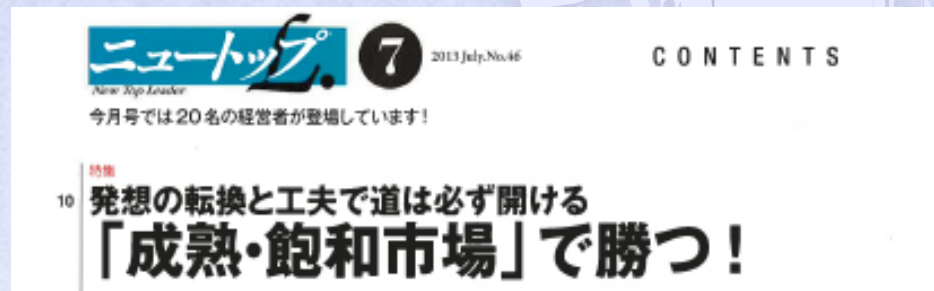 ニュートップL.
New Top Leader
7
2013 July.No.46
CONTENTS
今月号では20名の経営者が登場しています!
特集
10
発想の転換と工夫で道は必ず開ける
「成熟・飽和市場」で勝つ!